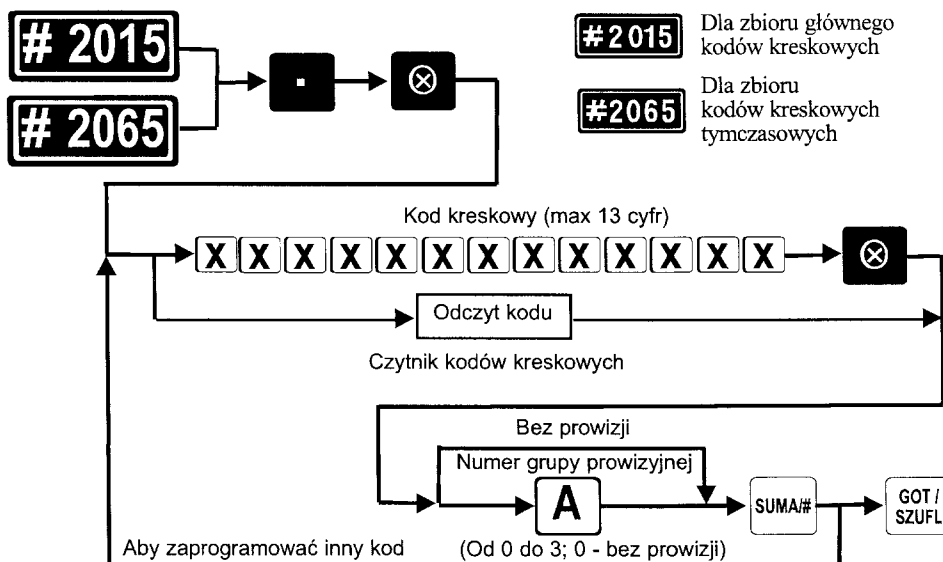 # 2015
# 2065
. ⊗
#2015 Dla zbioru głównego
kodów kreskowych
#2065 Dla zbioru
kodów kreskowych
tymczasowych
Kod kreskowy (max 13 cyfr)
X X X X X X X X X X X X X ⊗
Odczyt kodu
Czytnik kodów kreskowych
Bez prowizji
Numer grupy prowizyjnej
A SUMA/# GOT /
SZUFL
Aby zaprogramować inny kod
(Od 0 do 3; 0 - bez prowizji)